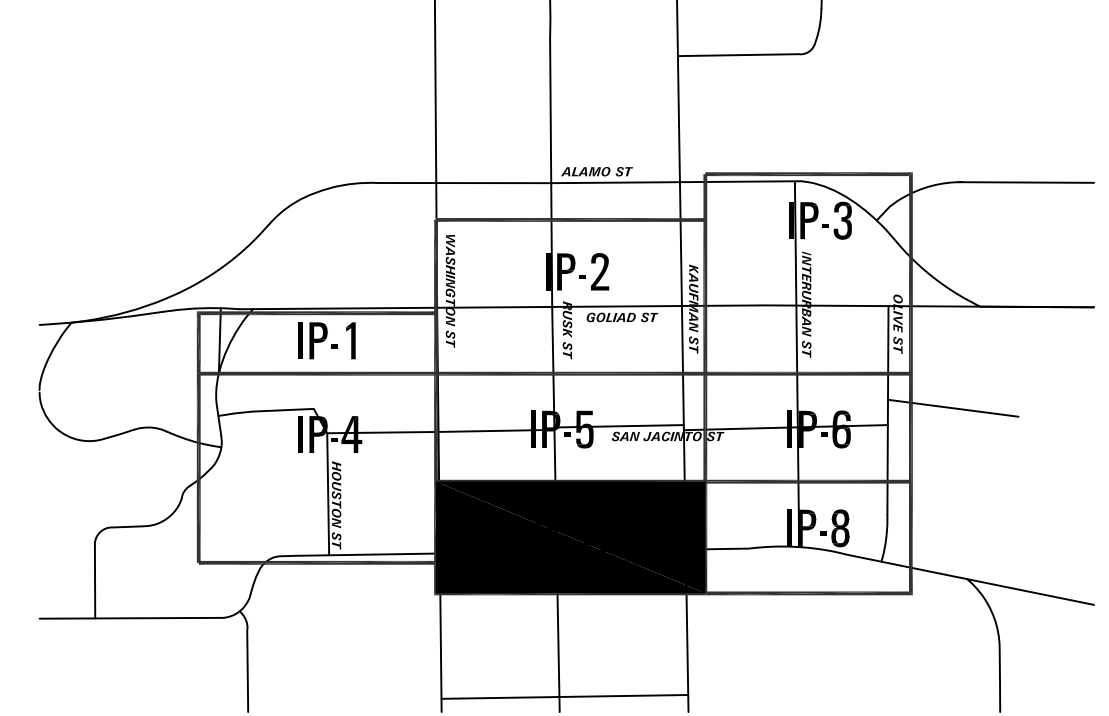 ALAMO ST
IP-3
WASHINGTON ST
IP-2
KAUFMAN ST
INTERURBAN ST
OLIVE ST
RUSK ST
GOLIAD ST
IP-1
IP-4
IP-5
SAN JACINTO ST
IP-6
HOUSTON ST
IP-8